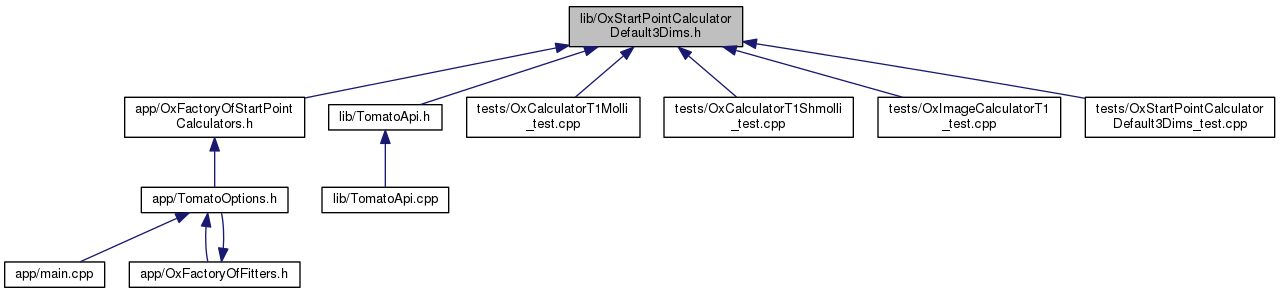 lib/OxStartPointCalculator
Default3Dims.h
app/OxFactoryOfStartPoint
Calculators.h
lib/TomatoApi.h
tests/OxCalculatorT1Molli
_test.cpp
tests/OxCalculatorT1Shmolli
_test.cpp
tests/OxImageCalculatorT1
_test.cpp
tests/OxStartPointCalculator
Default3Dims_test.cpp
app/TomatoOptions.h
lib/TomatoApi.cpp
app/main.cpp
app/OxFactoryOfFitters.h